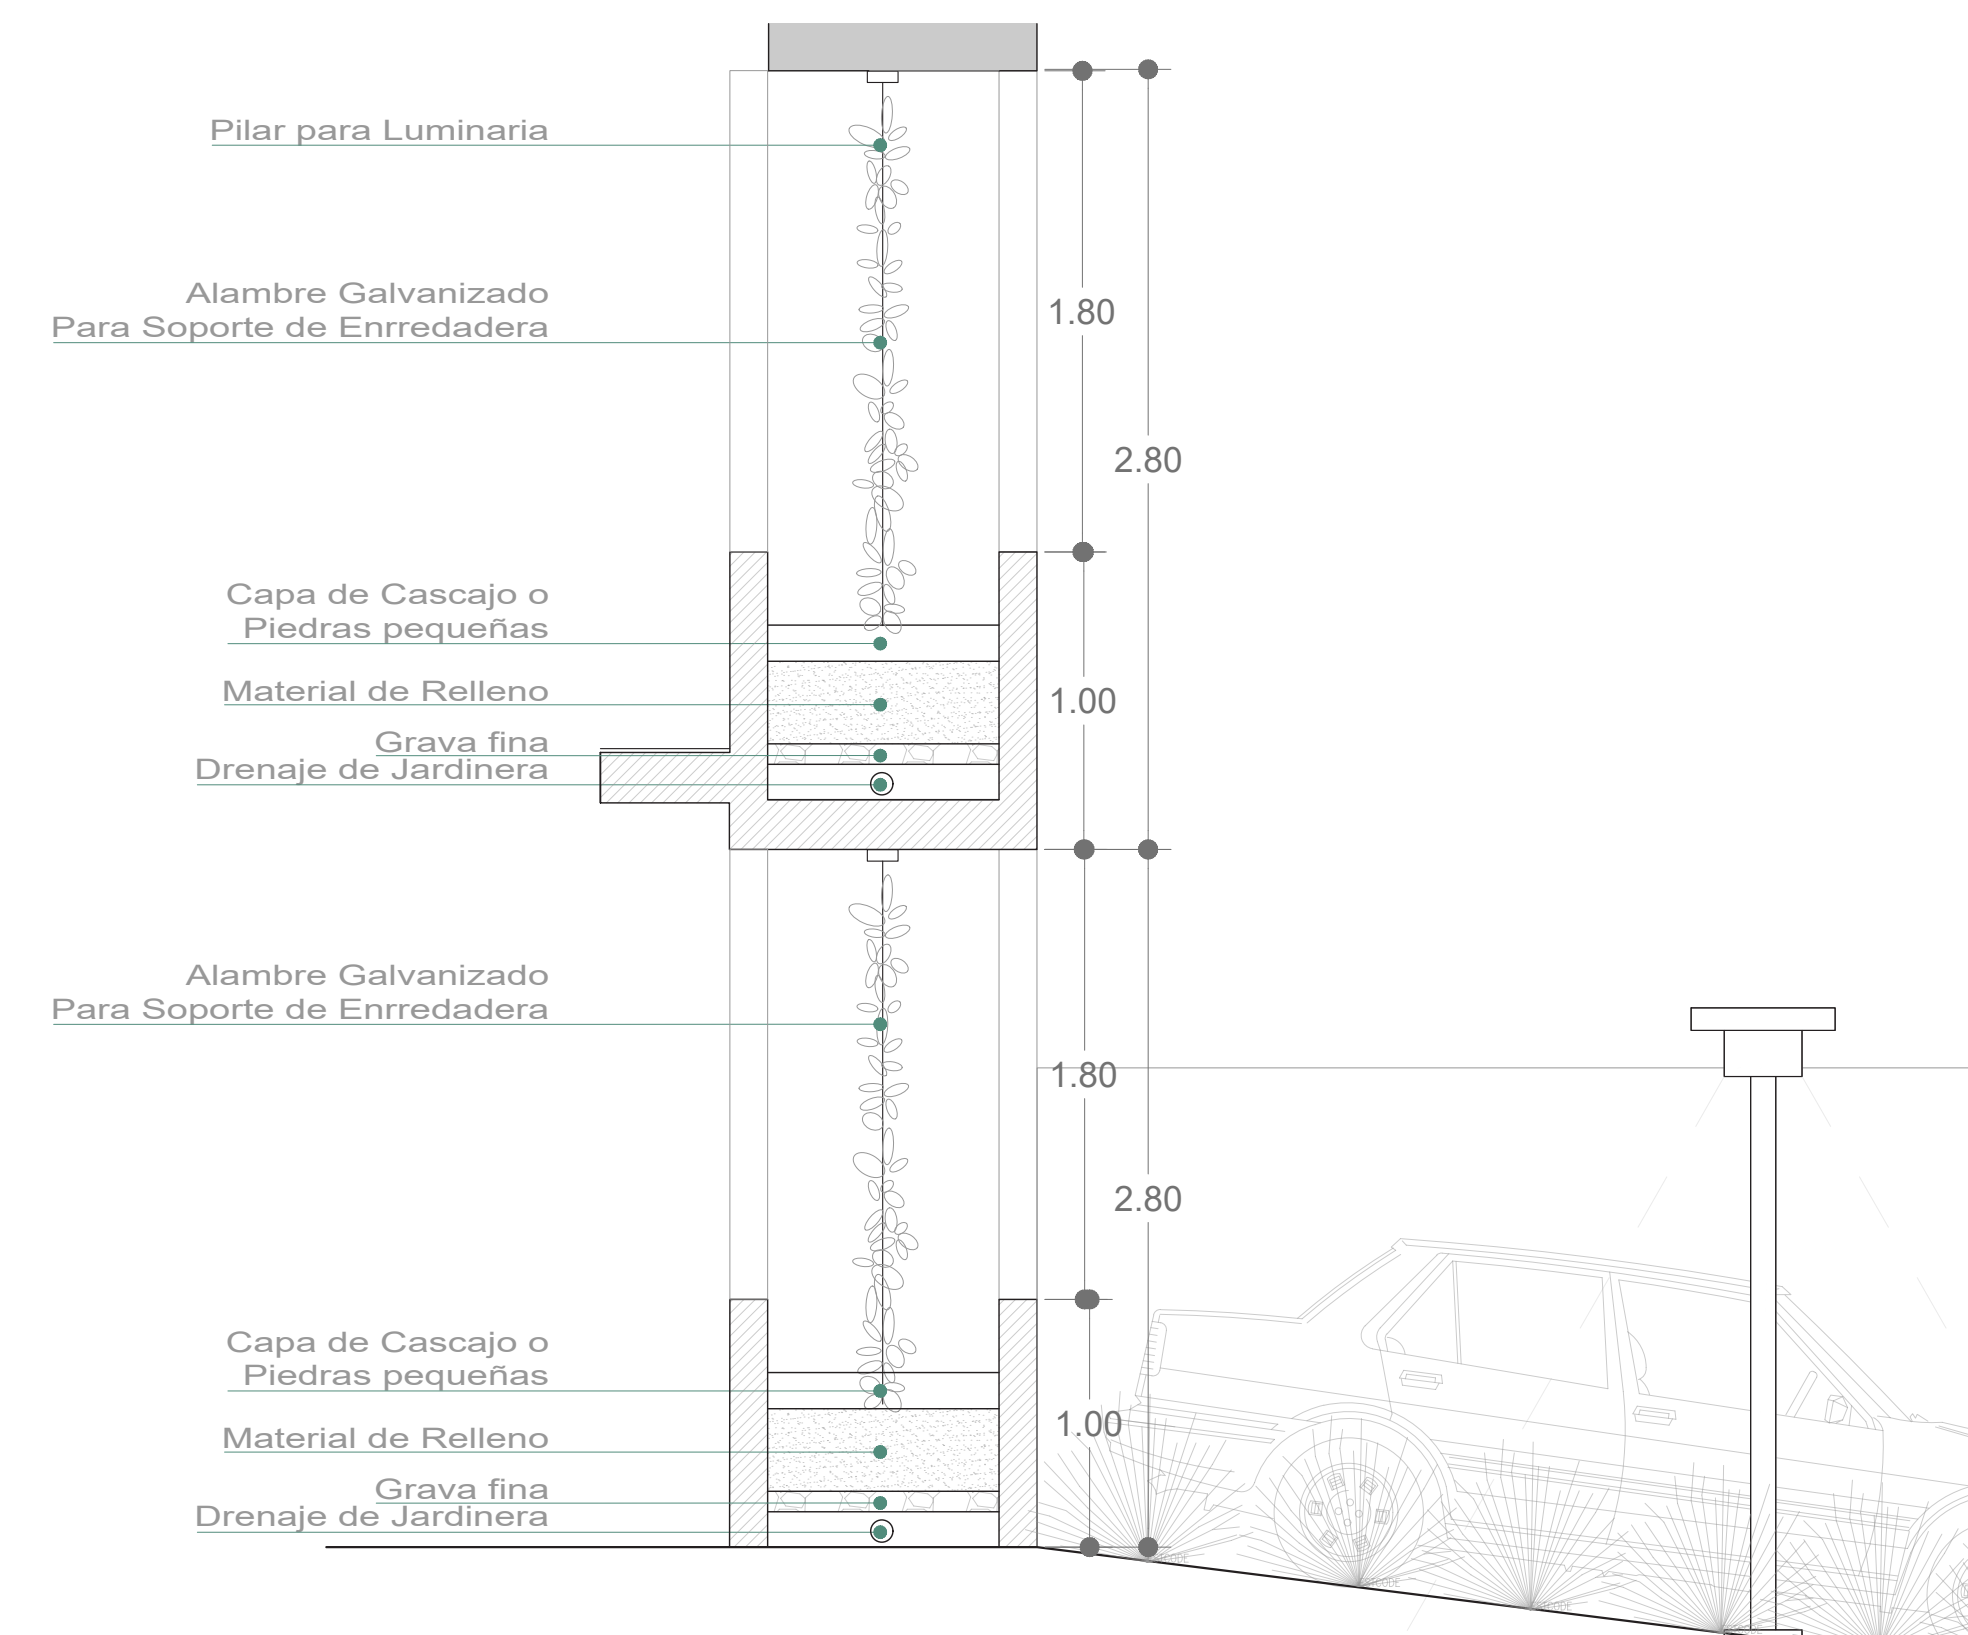 Pilar para Luminaria
Alambre Galvanizado
Para Soporte de Enrredadera
1.80
2.80
Capa de Cascajo o
Piedras pequeñas
Material de Relleno
1.00
Grava fina
Drenaje de Jardinera
Alambre Galvanizado
Para Soporte de Enrredadera
1.80
2.80
Capa de Cascajo o
Piedras pequeñas
1.00
Material de Relleno
Grava fina
Drenaje de Jardinera